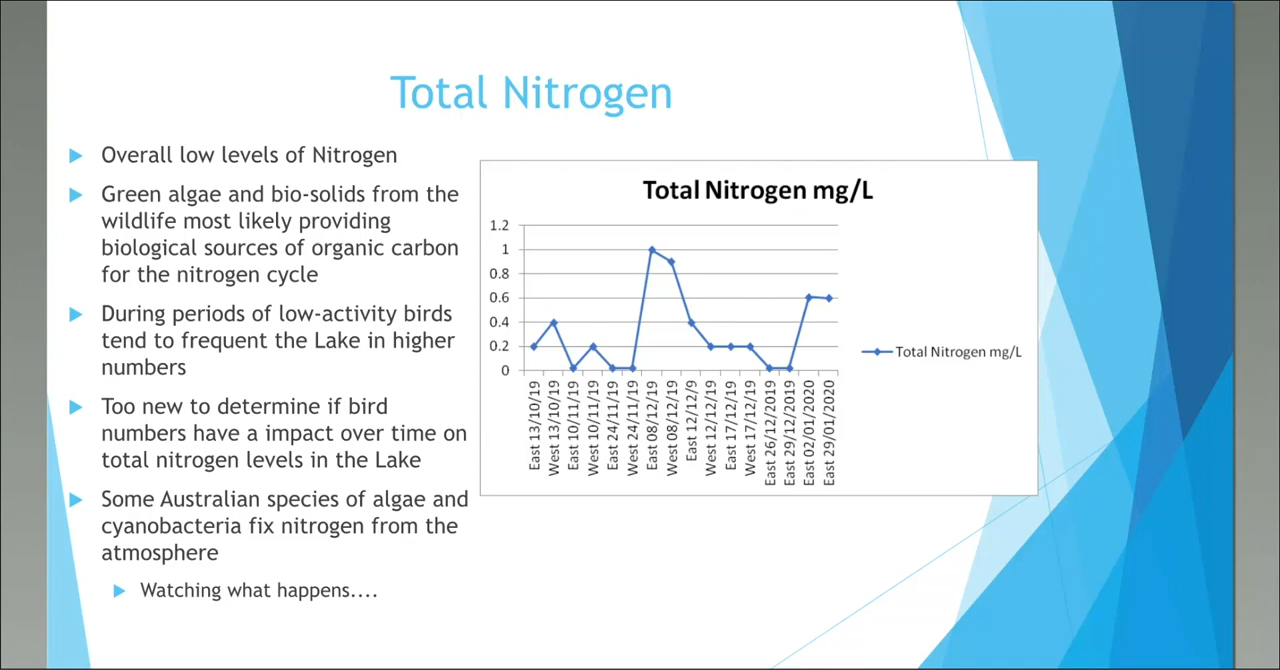 Total Nitrogen
Overall low levels of Nitrogen
Green algae and bio-solids from the
wildlife most likely providing
biological sources of organic carbon
for the nitrogen cycle
During periods of low-activity birds
tend to frequent the Lake in higher
numbers
Too new to determine if bird
numbers have a impact over time on
total nitrogen levels in the Lake
Some Australian species of algae and
cyanobacteria fix nitrogen from the
atmosphere
Watching what happens....
Total Nitrogen mg/L
1.2
1
0.8
0.6
0.4
0.2
0
East 13/10/19
West 13/10/19
East 10/11/19
West 10/11/19
East 24/11/19
West 24/11/19
East 08/12/19
West 08/12/19
East 12/12/9
West 12/12/19
East 17/12/19
West 17/12/19
East 26/12/2019
East 29/12/2019
East 02/01/2020
East 29/01/2020
Total Nitrogen mg/L